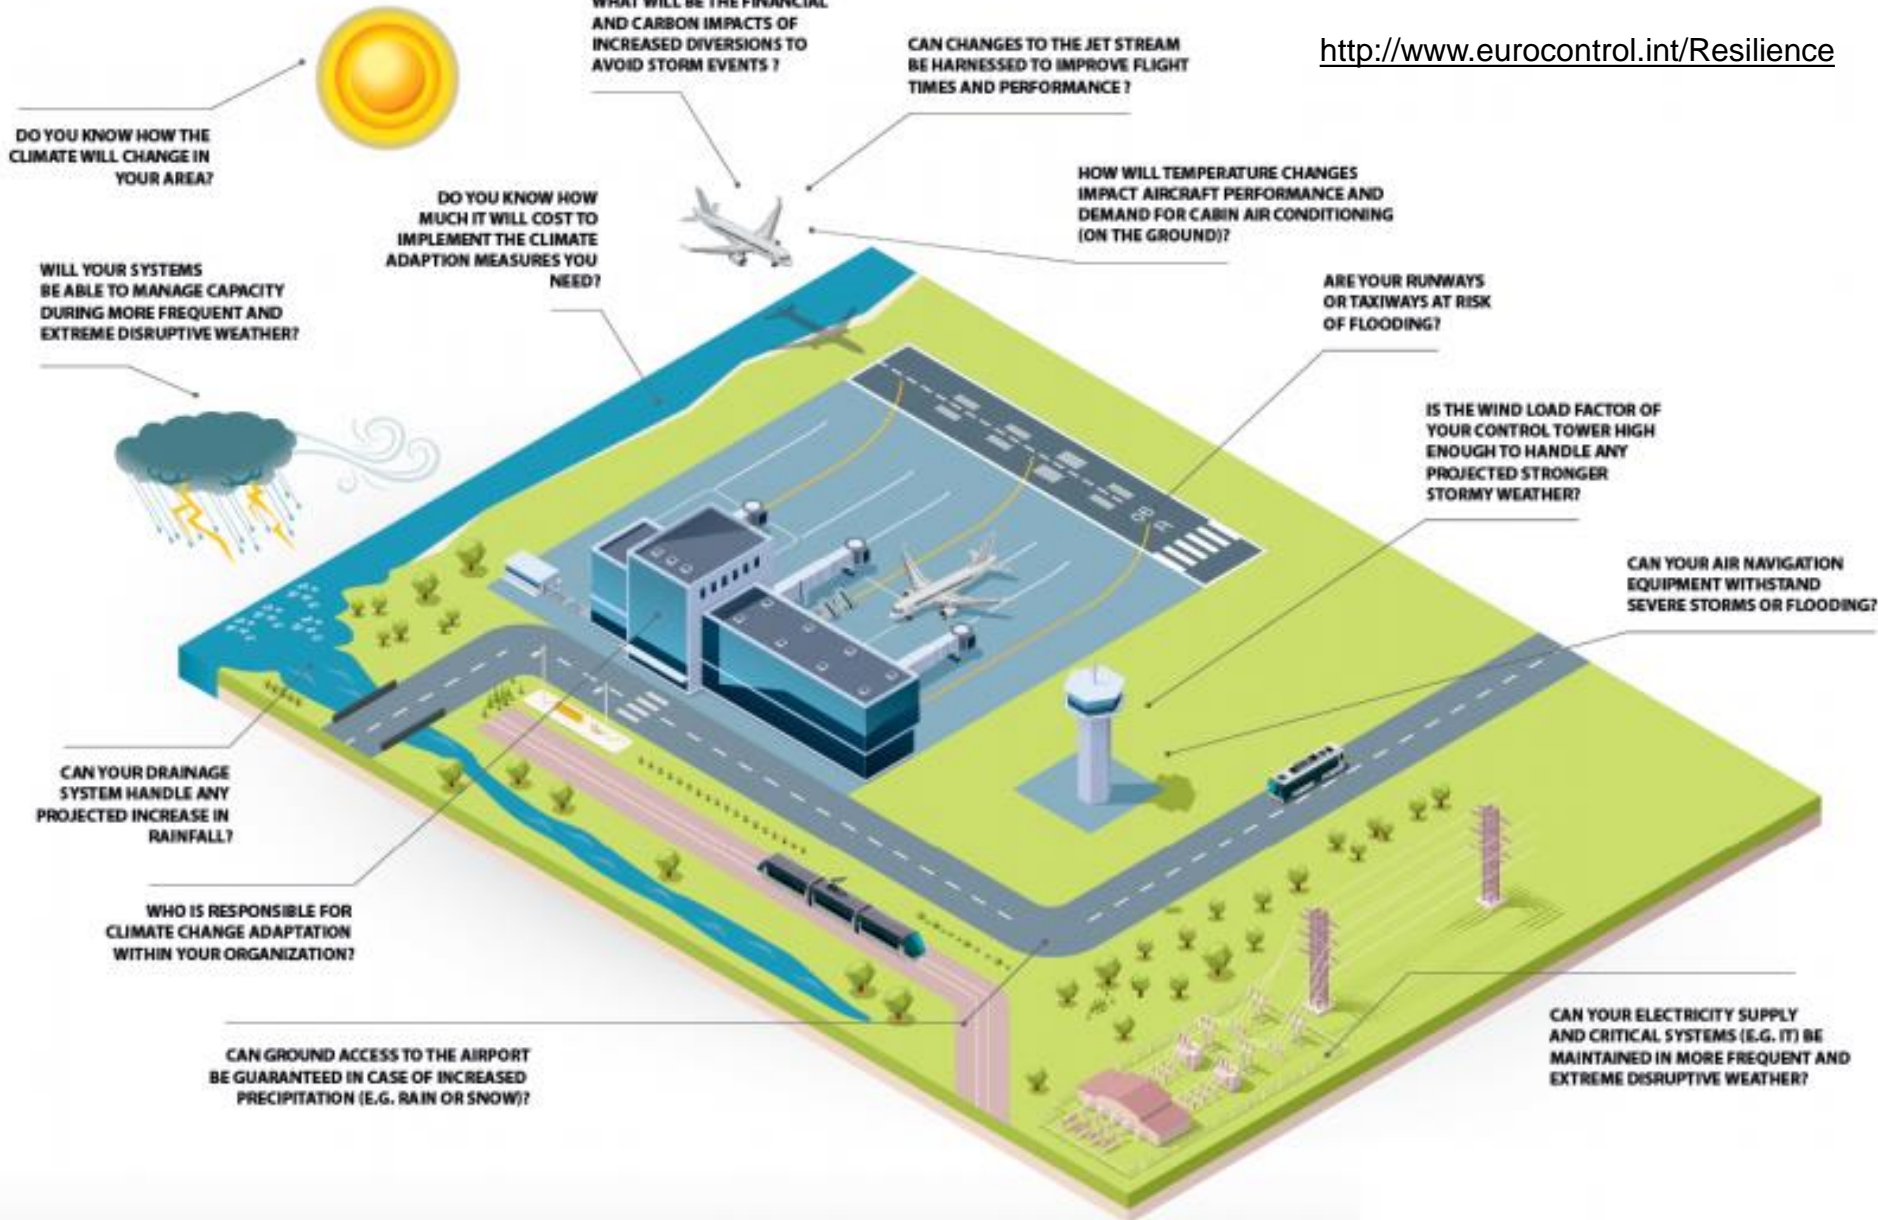 WHAT WILL BE THE FINANCIAL
AND CARBON IMPACTS OF
INCREASED DIVERSIONS TO
AVOID STORM EVENTS ?
CAN CHANGES TO THE JET STREAM
BE HARNESSED TO IMPROVE FLIGHT
TIMES AND PERFORMANCE ?
http://www.eurocontrol.int/Resilience
DO YOU KNOW HOW THE
CLIMATE WILL CHANGE IN
YOUR AREA?
DO YOU KNOW HOW
MUCH IT WILL COST TO
IMPLEMENT THE CLIMATE
ADAPTION MEASURES YOU
NEED?
HOW WILL TEMPERATURE CHANGES
IMPACT AIRCRAFT PERFORMANCE AND
DEMAND FOR CABIN AIR CONDITIONING
(ON THE GROUND)?
WILL YOUR SYSTEMS
BE ABLE TO MANAGE CAPACITY
DURING MORE FREQUENT AND
EXTREME DISRUPTIVE WEATHER?
ARE YOUR RUNWAYS
OR TAXIWAYS AT RISK
OF FLOODING?
IS THE WIND LOAD FACTOR OF
YOUR CONTROL TOWER HIGH
ENOUGH TO HANDLE ANY
PROJECTED STRONGER
STORMY WEATHER?
CAN YOUR AIR NAVIGATION
EQUIPMENT WITHSTAND
SEVERE STORMS OR FLOODING?
CAN YOUR DRAINAGE
SYSTEM HANDLE ANY
PROJECTED INCREASE IN
RAINFALL?
WHO IS RESPONSIBLE FOR
CLIMATE CHANGE ADAPTATION
WITHIN YOUR ORGANIZATION?
CAN GROUND ACCESS TO THE AIRPORT
BE GUARANTEED IN CASE OF INCREASED
PRECIPITATION (E.G. RAIN OR SNOW)?
CAN YOUR ELECTRICITY SUPPLY
AND CRITICAL SYSTEMS (E.G. IT) BE
MAINTAINED IN MORE FREQUENT AND
EXTREME DISRUPTIVE WEATHER?